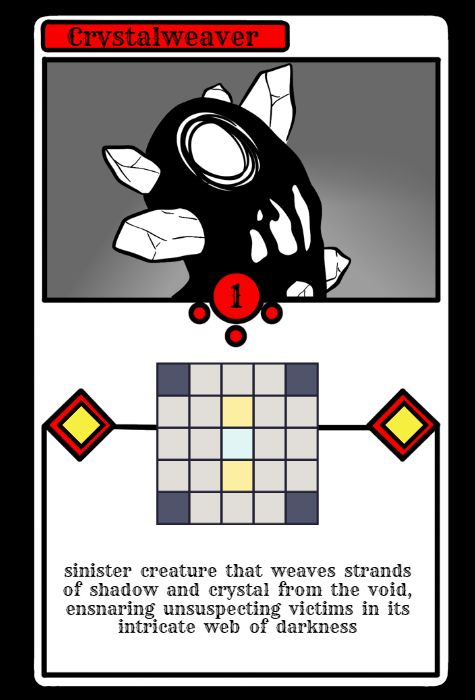 Crystalweaver
1
sinister creature that weaves strands
of shadow and crystal from the void,
ensnaring unsuspecting victims in its
intricate web of darkness